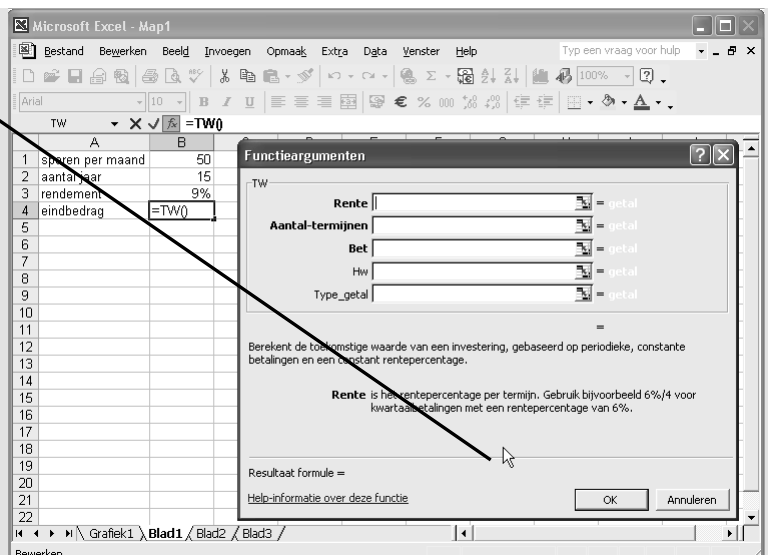 Microsoft Excel - Map1
Bestand Bewerken Beeld Invoegen Opmaak Extra Data Venster Help Typ een vraag voor hulp
100%
Arial 10 B I U € % 000
TW =TW()
A B
1 sparen per maand 50
2 aantal jaar 15
3 rendement 9%
4 eindbedrag =TW()
5
6
7
8
9
10
11
12
13
14
15
16
17
18
19
20
21
22
Functieargumenten
TW
Rente = getal
Aantal-termijnen = getal
Bet = getal
Hw = getal
Type_getal = getal
=
Berekent de toekomstige waarde van een investering, gebaseerd op periodieke, constante
betalingen en een constant rentepercentage.
Rente is het rentepercentage per termijn. Gebruik bijvoorbeeld 6%/4 voor
kwartaalbetalingen met een rentepercentage van 6%.
Resultaat formule =
Help-informatie over deze functie OK Annuleren
Grafiek1 Blad1 Blad2 Blad3
Bewerken